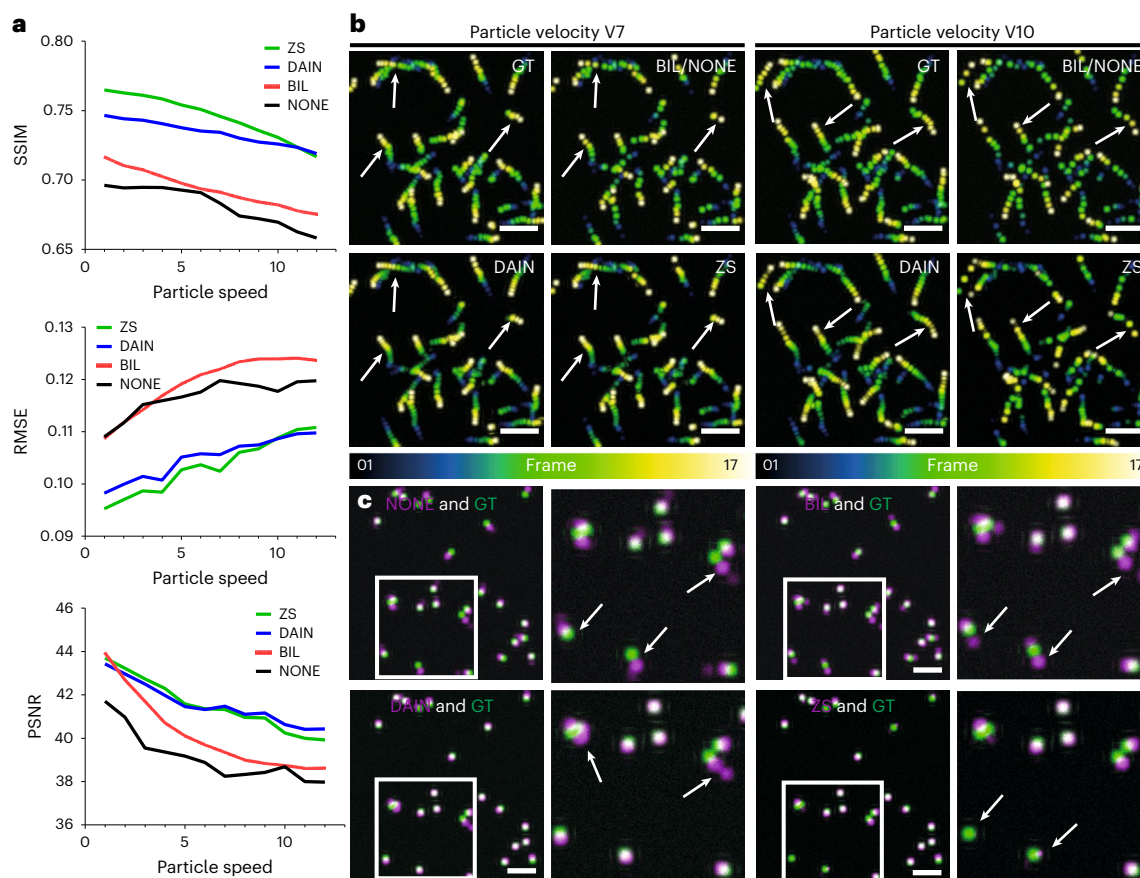 a
0.80
ZS
DAIN
BIL
NONE
0.75
SSIM
0.70
0.65
0
5
10
Particle speed
0.13
ZS
DAIN
BIL
NONE
0.12
RMSE
0.11
0.10
0.09
0
5
10
Particle speed
46
ZS
DAIN
BIL
NONE
44
42
PSNR
40
38
36
0
10
Particle speed
b
Particle velocity V7
Particle velocity V10
GT
BIL/NONE
GT
BIL/NONE
DAIN
ZS
DAIN
ZS
01 Frame 17
01 Frame 17
c
NONE and GT
BIL and GT
DAIN and GT
ZS and GT